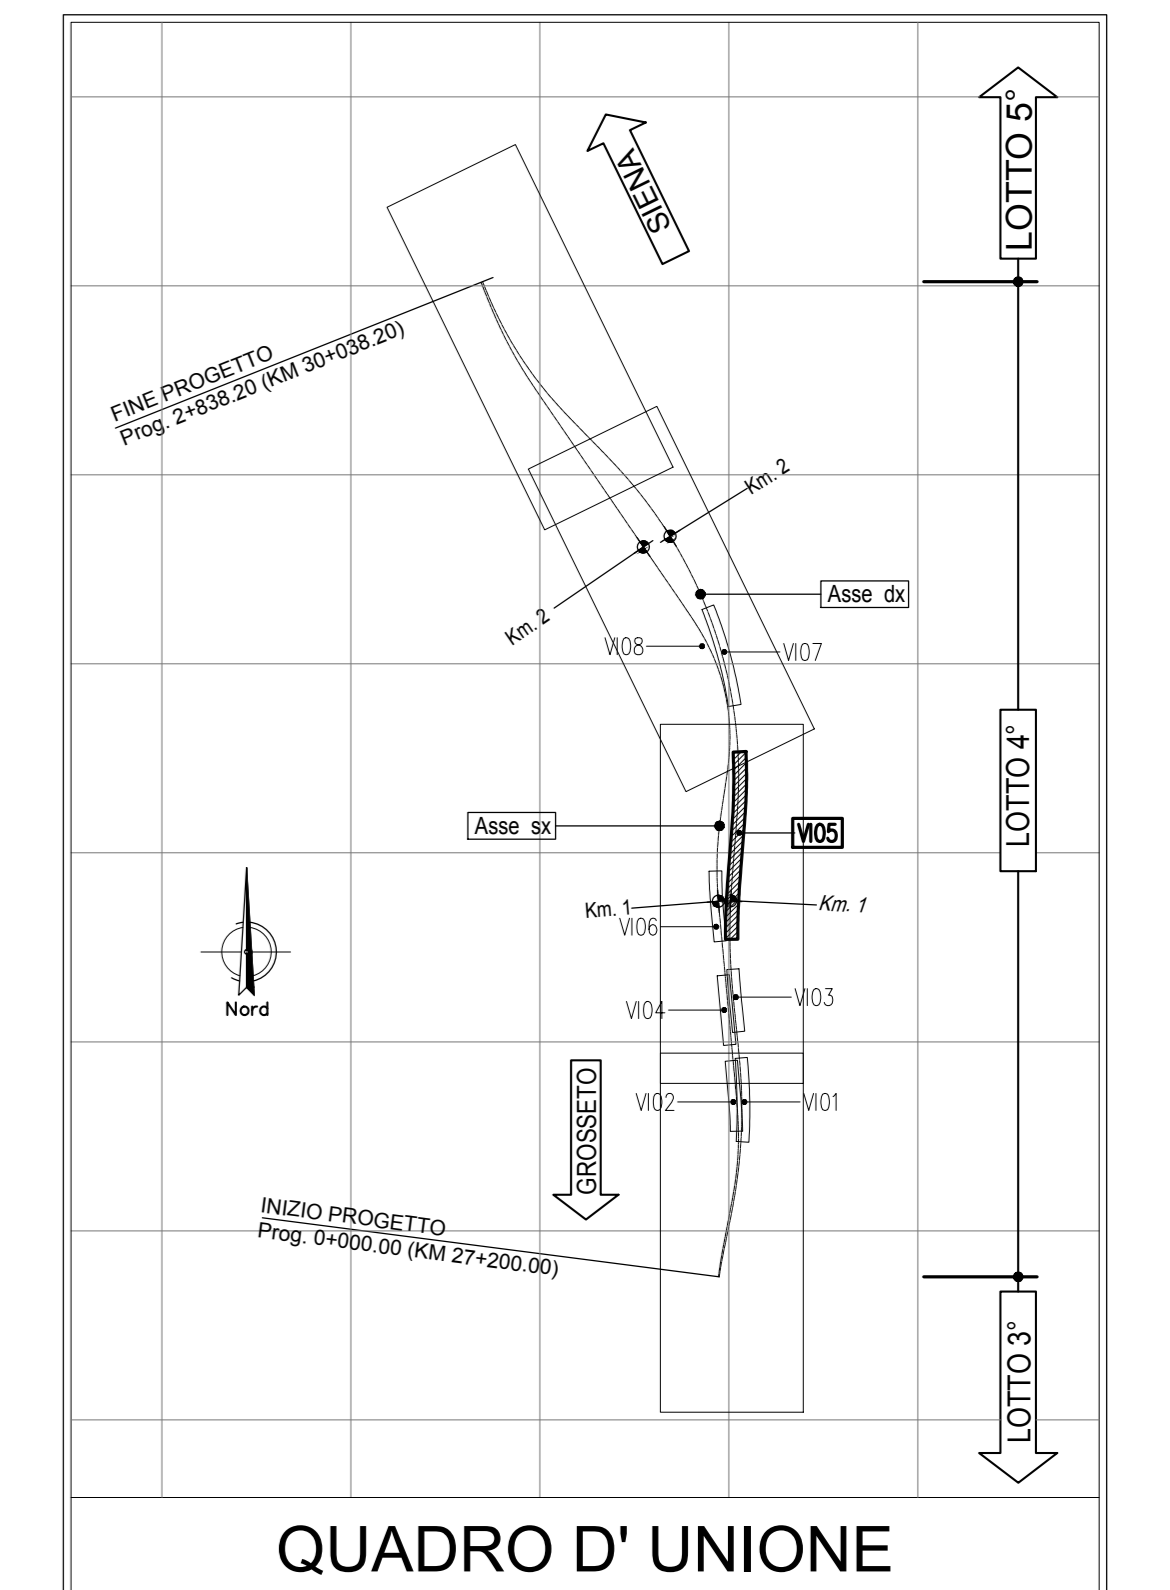 LOTTO 5°
SIENA
FINE PROGETTO
Prog. 2+838.20 (KM 30+038.20)
Km. 2
Km. 2
Asse dx
VI08
VI07
LOTTO 4°
Asse sx
VI05
Km. 1
Km. 1
VI06
Nord
VI04
VI03
GROSSETO
VI02
VI01
INIZIO PROGETTO
Prog. 0+000.00 (KM 27+200.00)
LOTTO 3°
QUADRO D' UNIONE